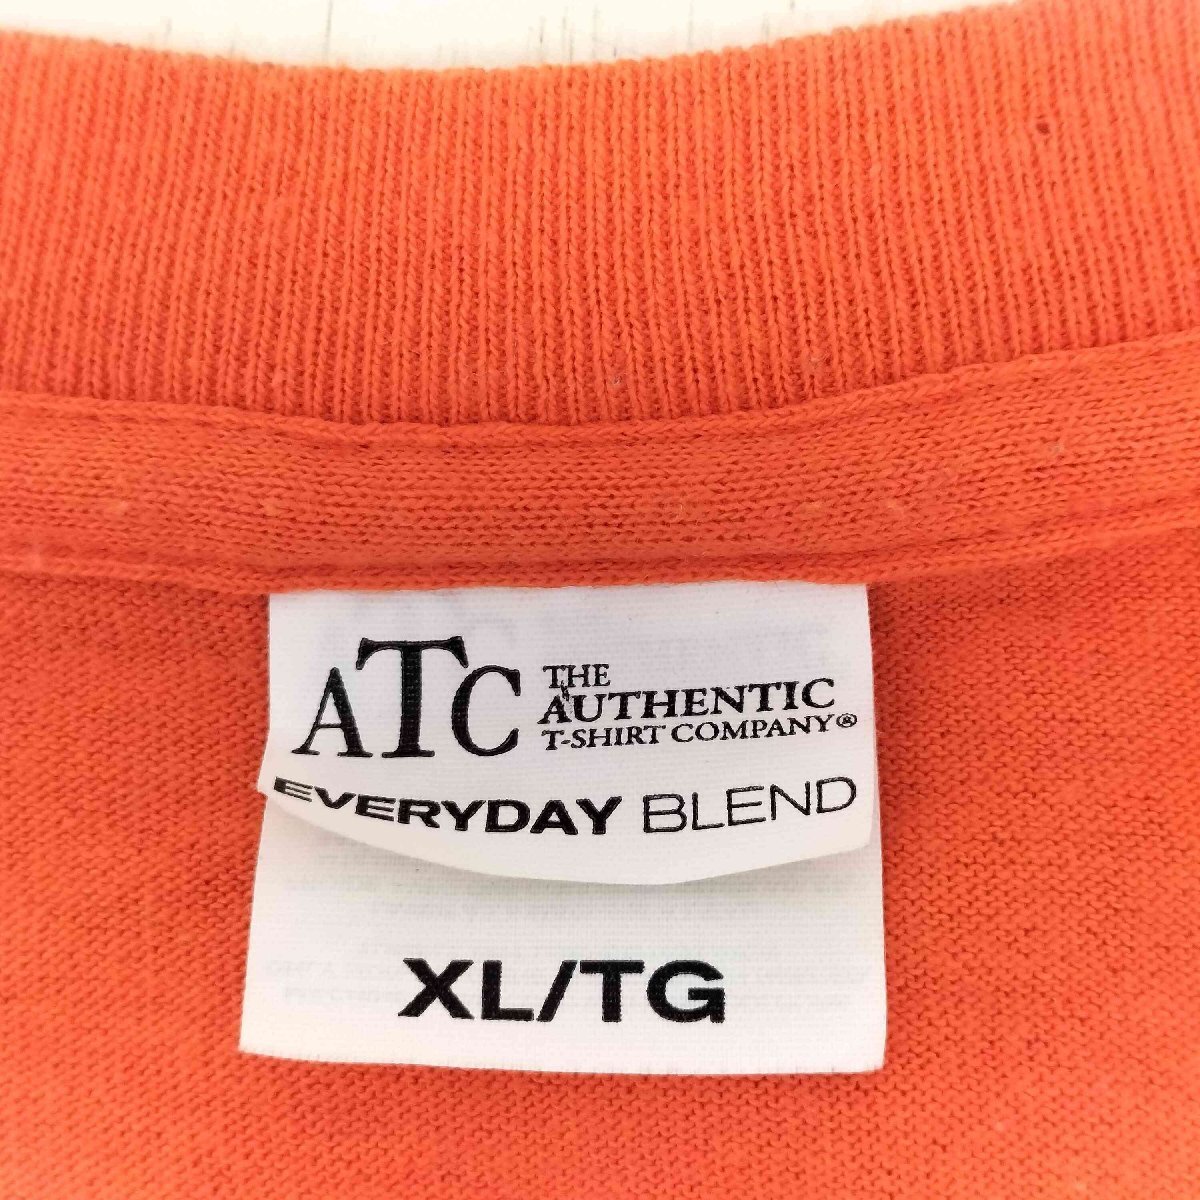 ATC
THE
AUTHENTIC
T-SHIRT COMPANY®
EVERYDAY BLEND
XL/TG